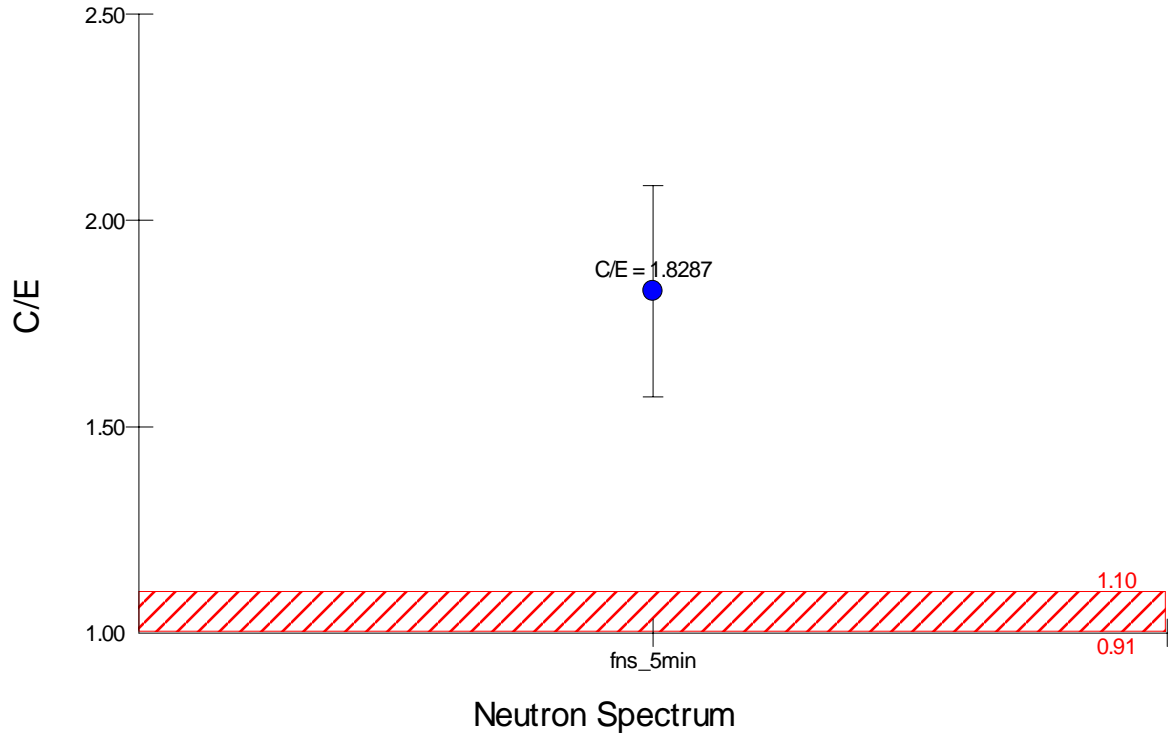 2.50
2.00
C/E = 1.8287
C/E
1.50
1.10
1.00
0.91
fns_5min
Neutron Spectrum